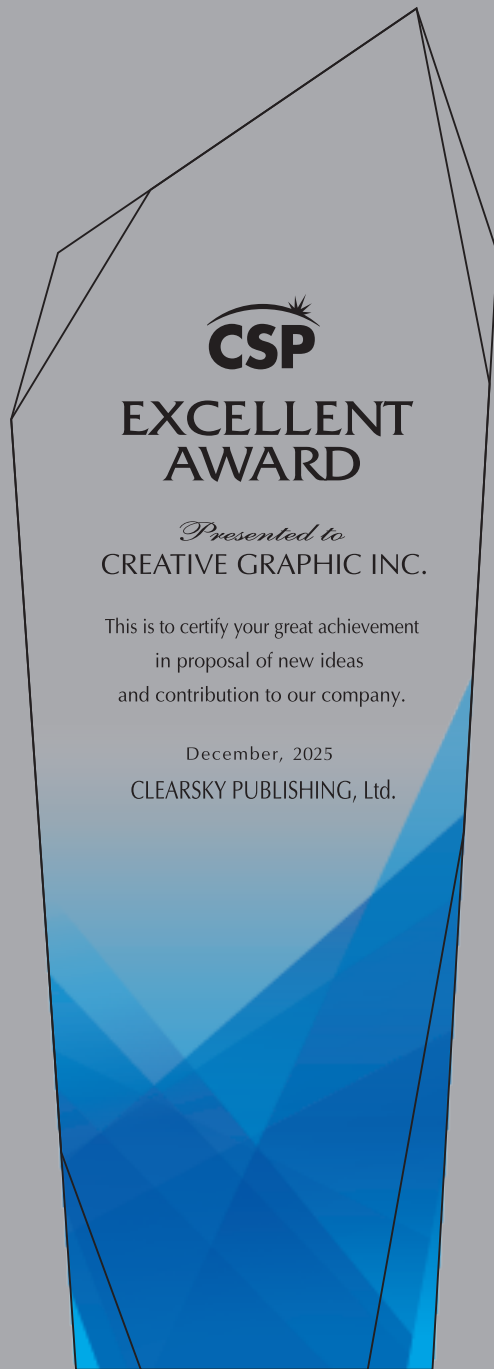 CSP
EXCELLENT
AWARD
Presented to
CREATIVE GRAPHIC INC.
This is to certify your great achievement
in proposal of new ideas
and contribution to our company.
December, 2025
CLEARSKY PUBLISHING, Ltd.